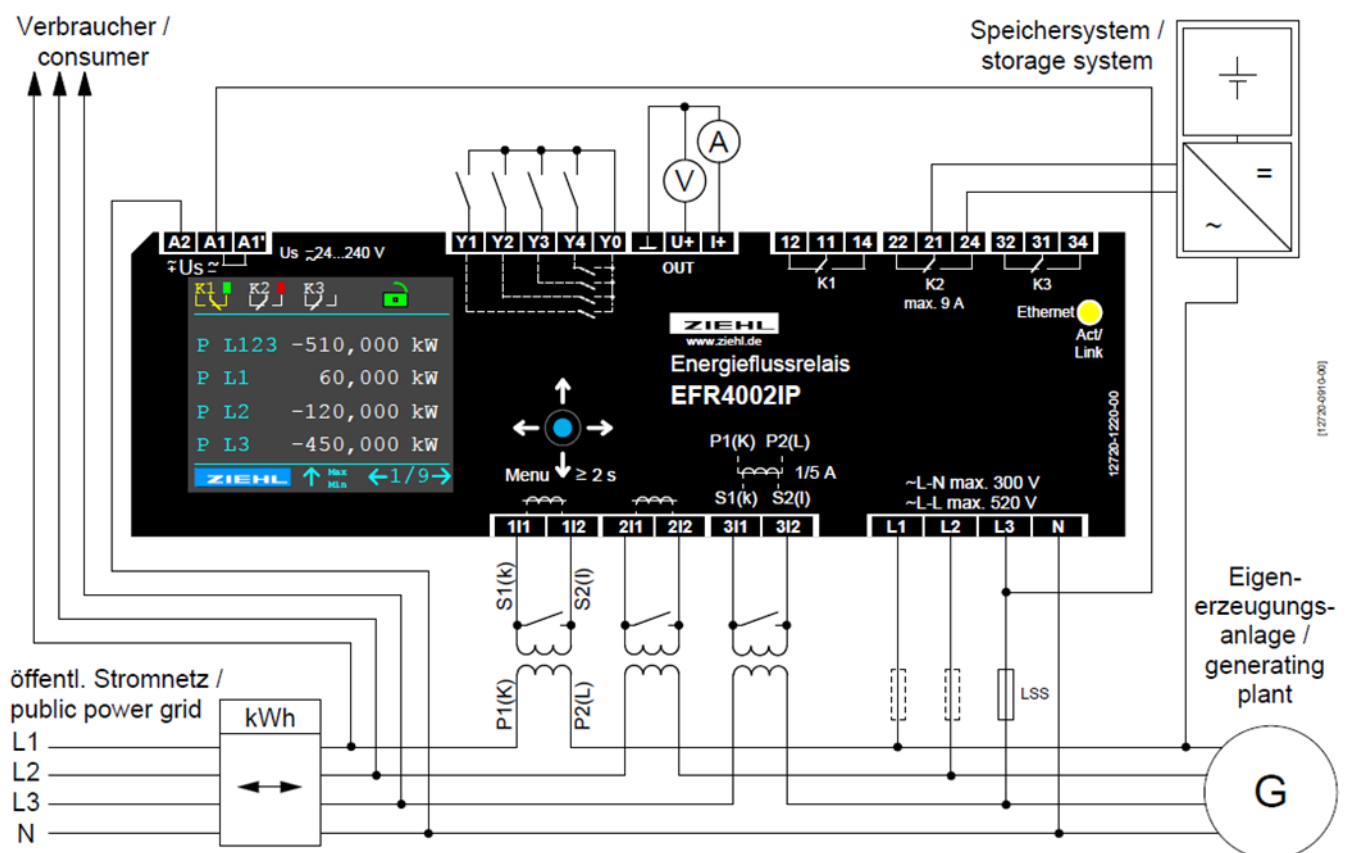 Verbraucher /
consumer
Speichersystem /
storage system
=
~
A
V
A2 A1 A1'
Us 24...240 V
Us
Y1 Y2 Y3 Y4 Y0 ⊥ U+ I+
OUT
12 11 14 22 21 24 32 31 34
K1
K2
K3
max. 9 A
Ethernet
Act/
Link
K1 K2 K3
P L123 -510,000 kW
P L1 60,000 kW
P L2 -120,000 kW
P L3 -450,000 kW
ZIEHL ↑ Max
Min ←1/9→
ZIEHL
www.ziehl.de
Energieflussrelais
EFR4002IP
Menu ≥ 2 s
P1(K) P2(L)
1/5 A
S1(k) S2(l)
~L-N max. 300 V
~L-L max. 520 V
12720-1220-00
[12720-0910-00]
1I1 1I2 2I1 2I2 3I1 3I2 L1 L2 L3 N
S1(k)
S2(l)
P1(K)
P2(L)
LSS
Eigen-
erzeugungs-
anlage /
generating
plant
G
öffentl. Stromnetz /
public power grid
kWh
L1
L2
L3
N